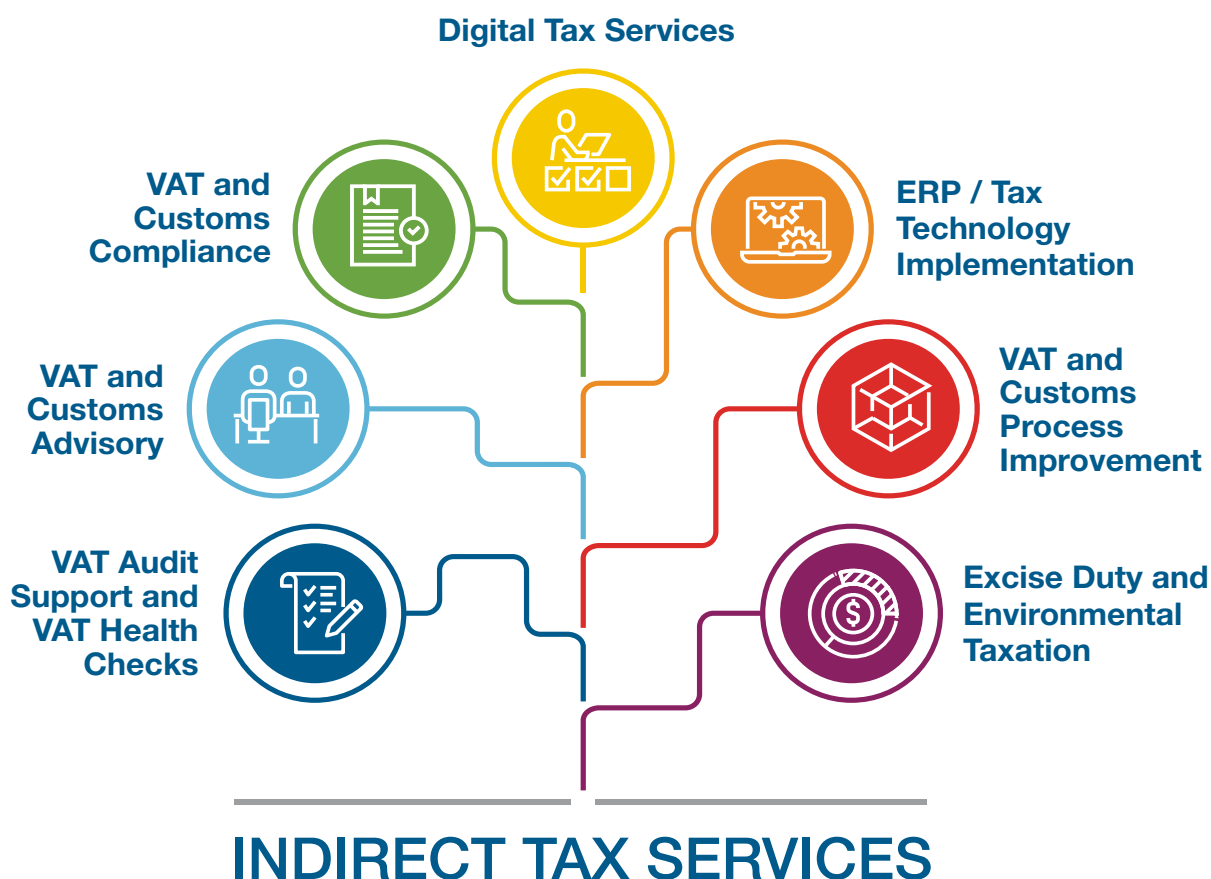 Digital Tax Services
VAT and
Customs
Compliance
ERP / Tax
Technology
Implementation
VAT and
Customs
Advisory
VAT and
Customs
Process
Improvement
VAT Audit
Support and
VAT Health
Checks
Excise Duty and
Environmental
Taxation
$
INDIRECT TAX SERVICES